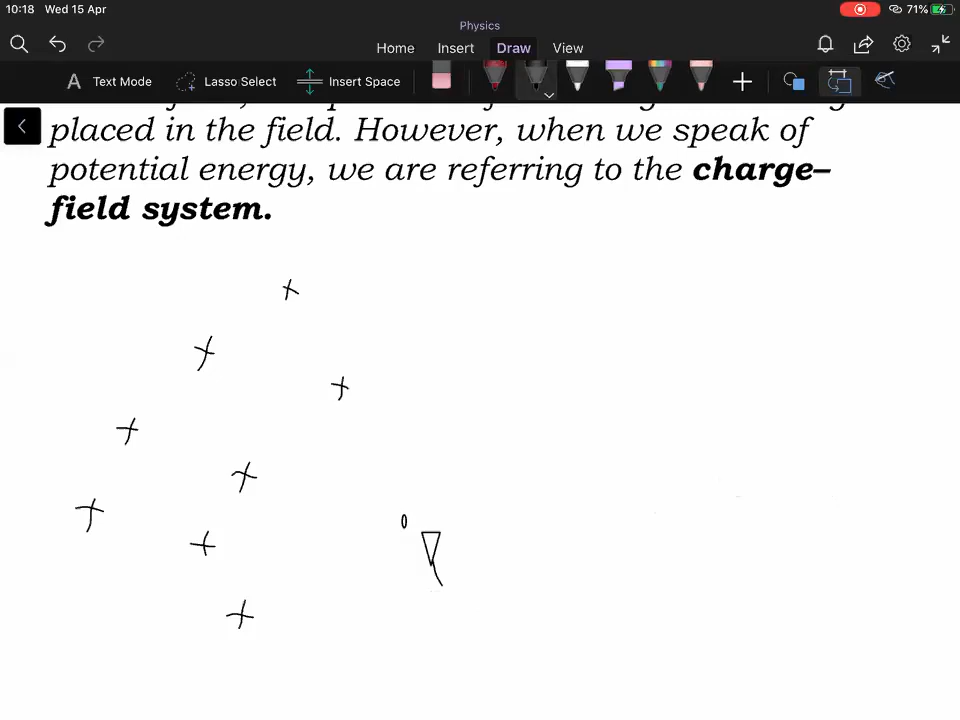 10:18 Wed 15 Apr
71%
Physics
Home Insert Draw View
A Text Mode Lasso Select Insert Space
placed in the field. However, when we speak of
potential energy, we are referring to the charge–
field system.
+
+
+
+
+
+
+
+